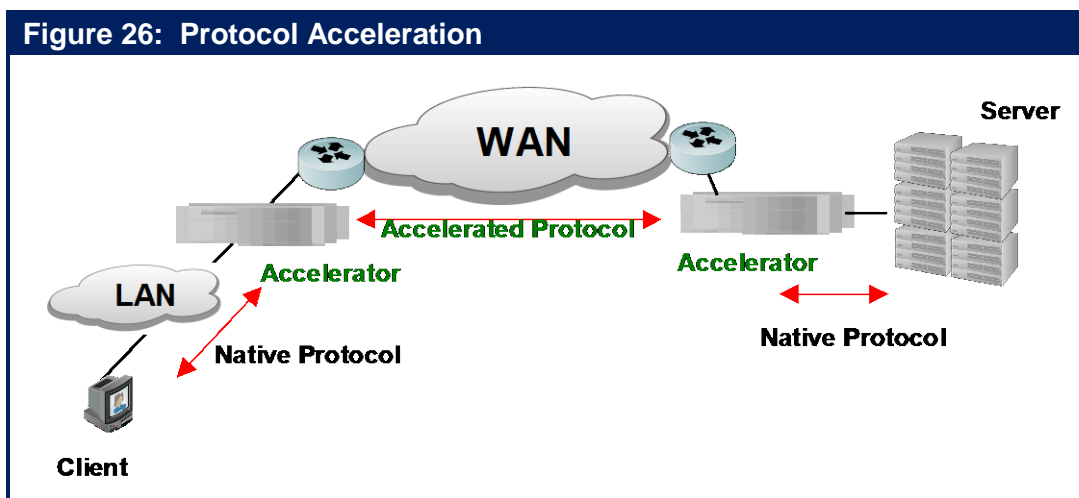 Figure 26: Protocol Acceleration
WAN
Server
Accelerated Protocol
Accelerator
Accelerator
LAN
Native Protocol
Native Protocol
Client